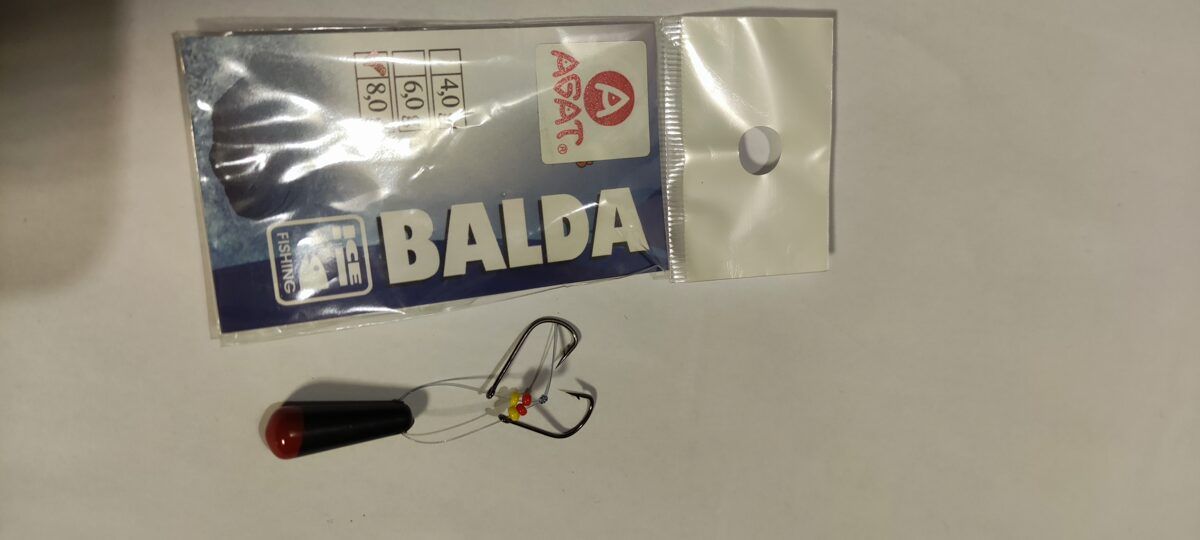 A
AGAT®
4,0 g
6,0 g
8,0
BALDA
ICE
FISHING